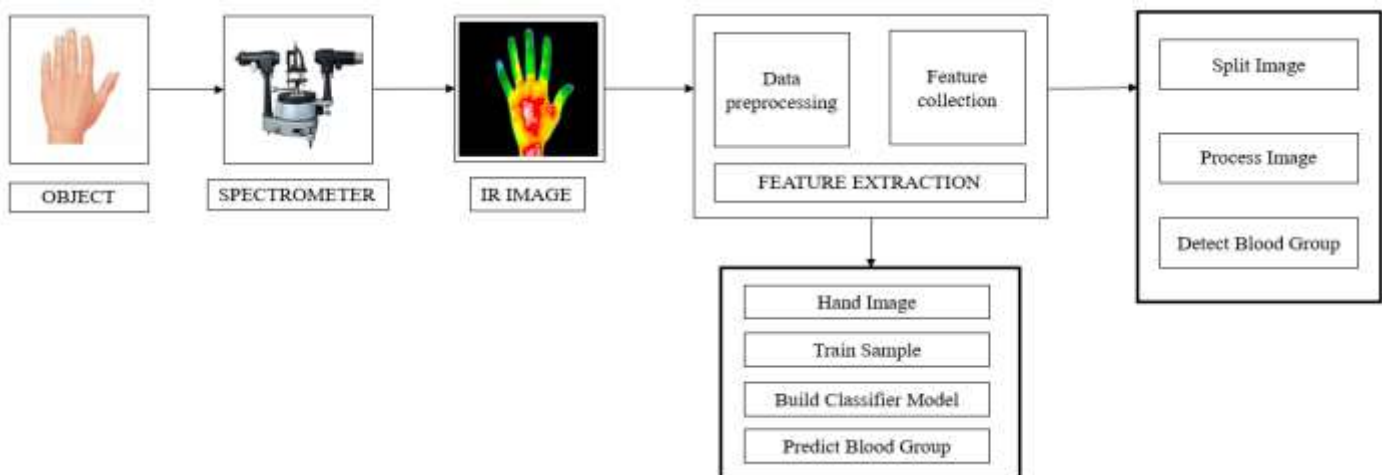 OBJECT
SPECTROMETER
IR IMAGE
Data
preprocessing
Feature
collection
FEATURE EXTRACTION
Split Image
Process Image
Detect Blood Group
Hand Image
Train Sample
Build Classifier Model
Predict Blood Group